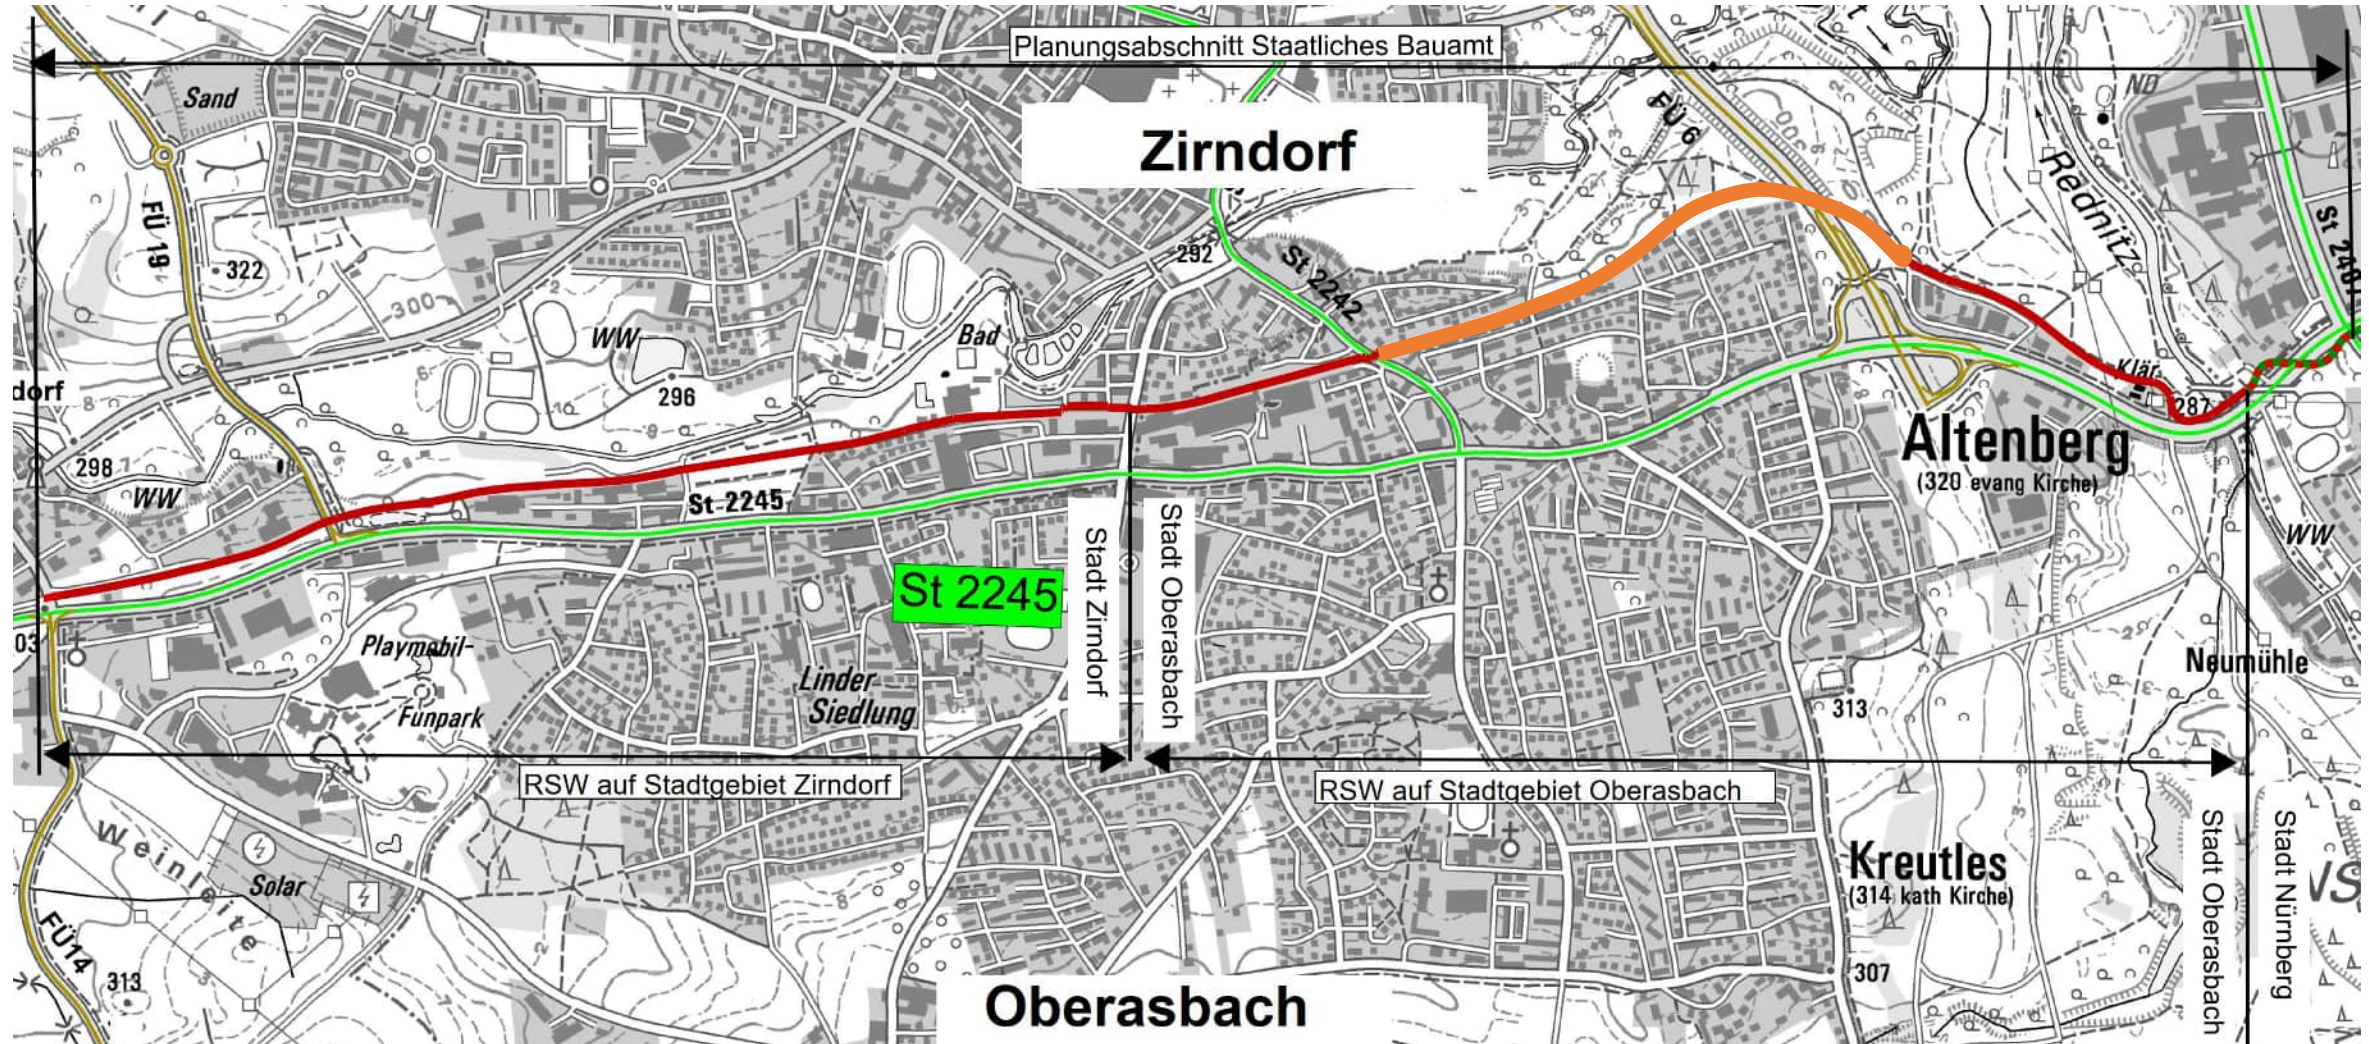 Planungsabschnitt Staatliches Bauamt
Sand
ND
Zirndorf
FÜ 6
Rednitz
FÜ 19
322
292
St 2242
St 2481
300
WW
Bad
296
dorf
Klär
287
298
WW
Altenberg
(320 evang Kirche)
St 2245
Stadt Zirndorf
Stadt Oberasbach
WW
St 2245
03
Playmobil-
Funpark
Linder
Siedlung
Neumühle
313
RSW auf Stadtgebiet Zirndorf
RSW auf Stadtgebiet Oberasbach
Weinleite
Solar
Kreutles
(314 kath Kirche)
Stadt Oberasbach
Stadt Nürnberg
FÜ14
313
307
Oberasbach